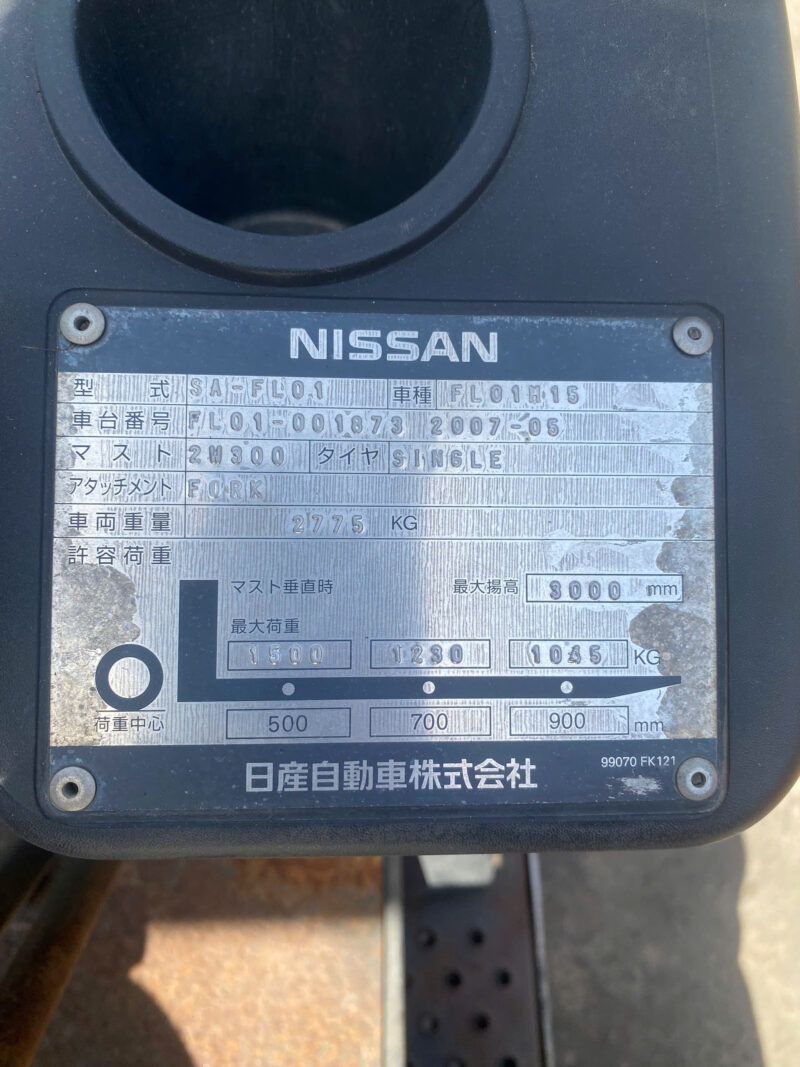 NISSAN
型式 SA-FL01 車種 FL01M15
車台番号 FL01-001873 2007-05
マスト 2W300 タイヤ SINGLE
アタッチメント FORK
車両重量 2775 KG
許容荷重
マスト垂直時 最大揚高 3000 mm
最大荷重
1500 1230 1045 KG
荷重中心 500 700 900 mm
日産自動車株式会社 99070 FK121